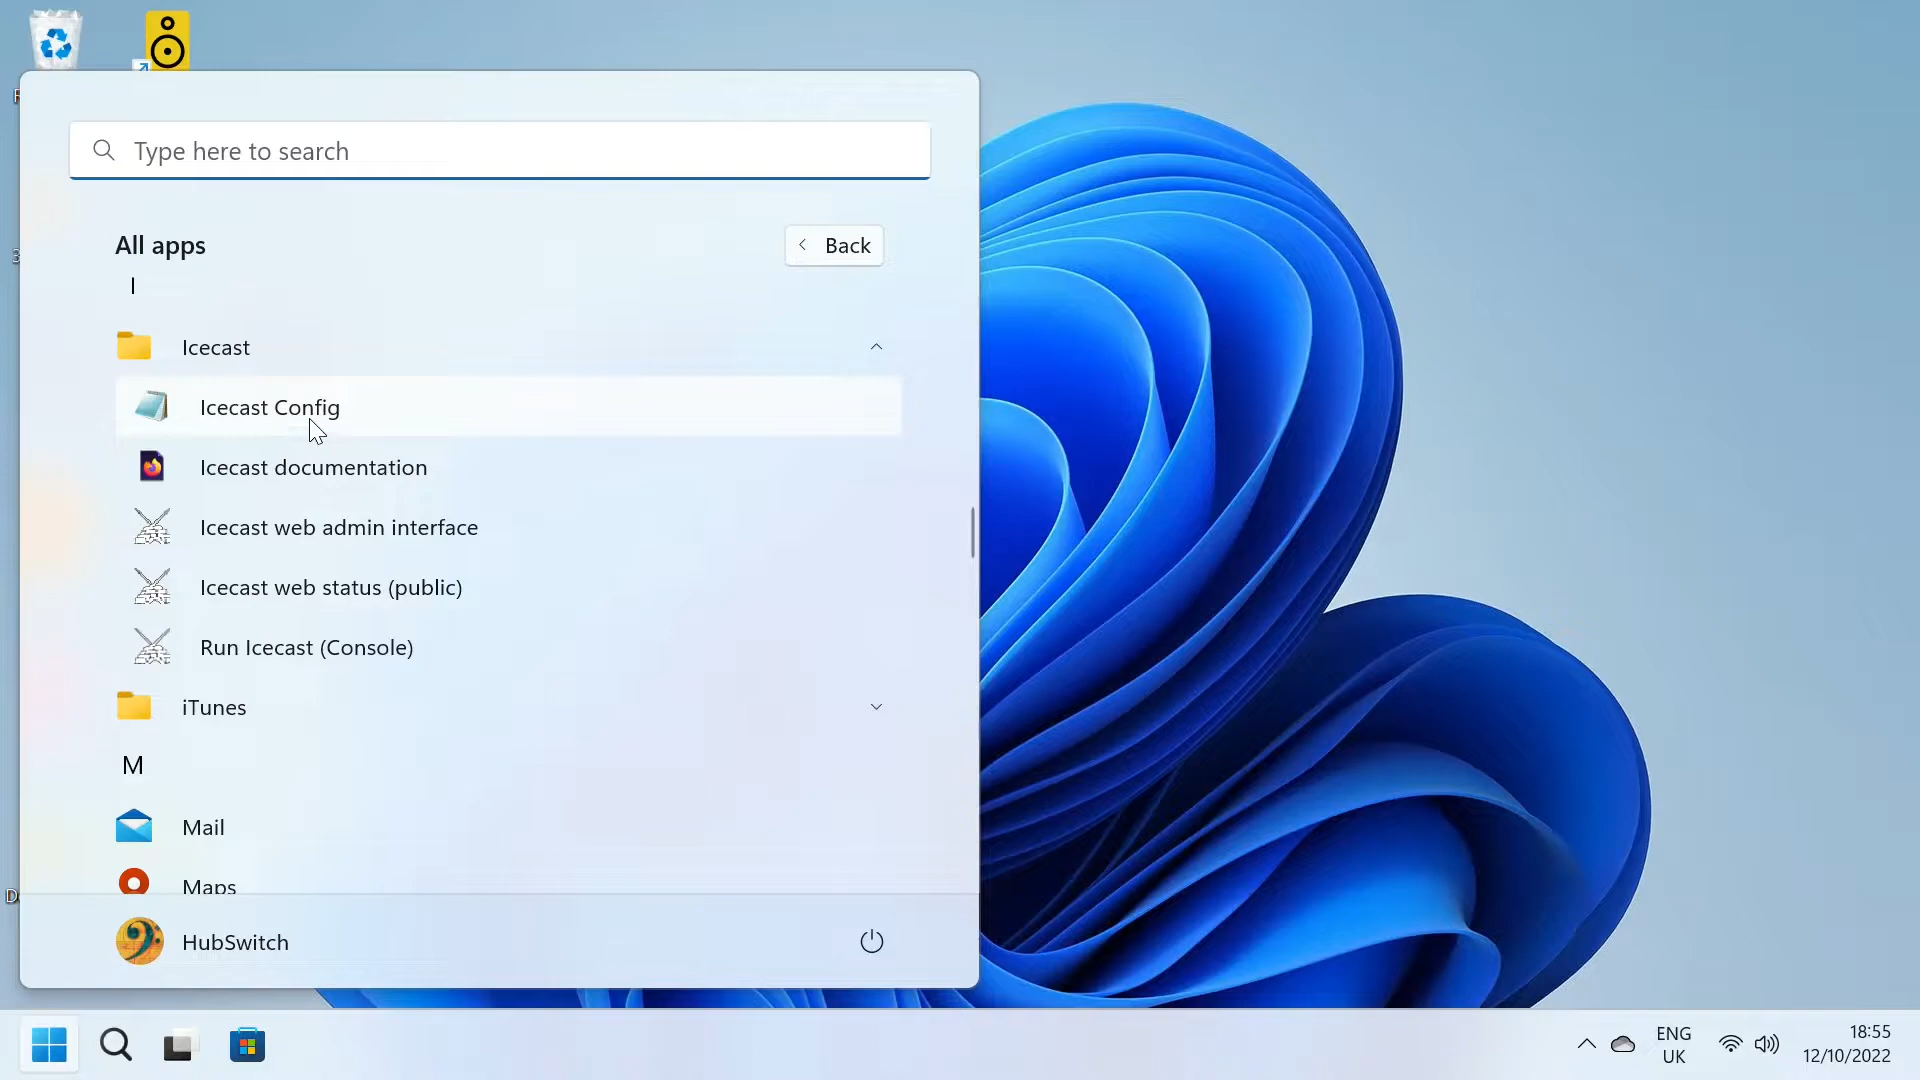 Type here to search
All apps
Back
I
Icecast
Icecast Config
Icecast documentation
Icecast web admin interface
Icecast web status (public)
Run Icecast (Console)
iTunes
M
Mail
Maps
HubSwitch
ENG
UK
18:55
12/10/2022